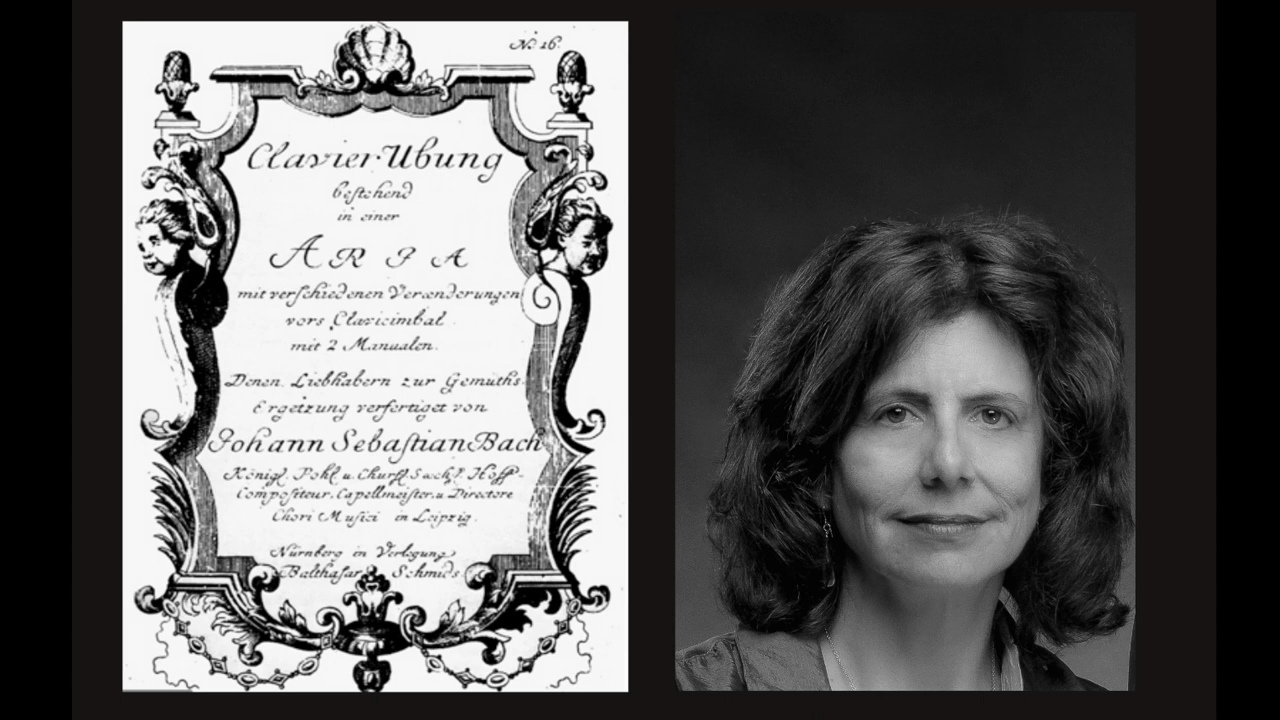 No. 16.
Clavier Ubung
bestehend
in einer
ARIA
mit verschiedenen Verænderungen
vors Clavicimbal
mit 2 Manualen.
Denen Liebhabern zur Gemüths-
Ergetzung verfertiget von
Johann Sebastian Bach
Königl. Pohl. u. Churfl. Sæchs. Hoff-
Compositeur, Capellmeister, u. Directore
Chori Musici in Leipzig.
Nürnberg in Verlegung
Balthasar Schmids